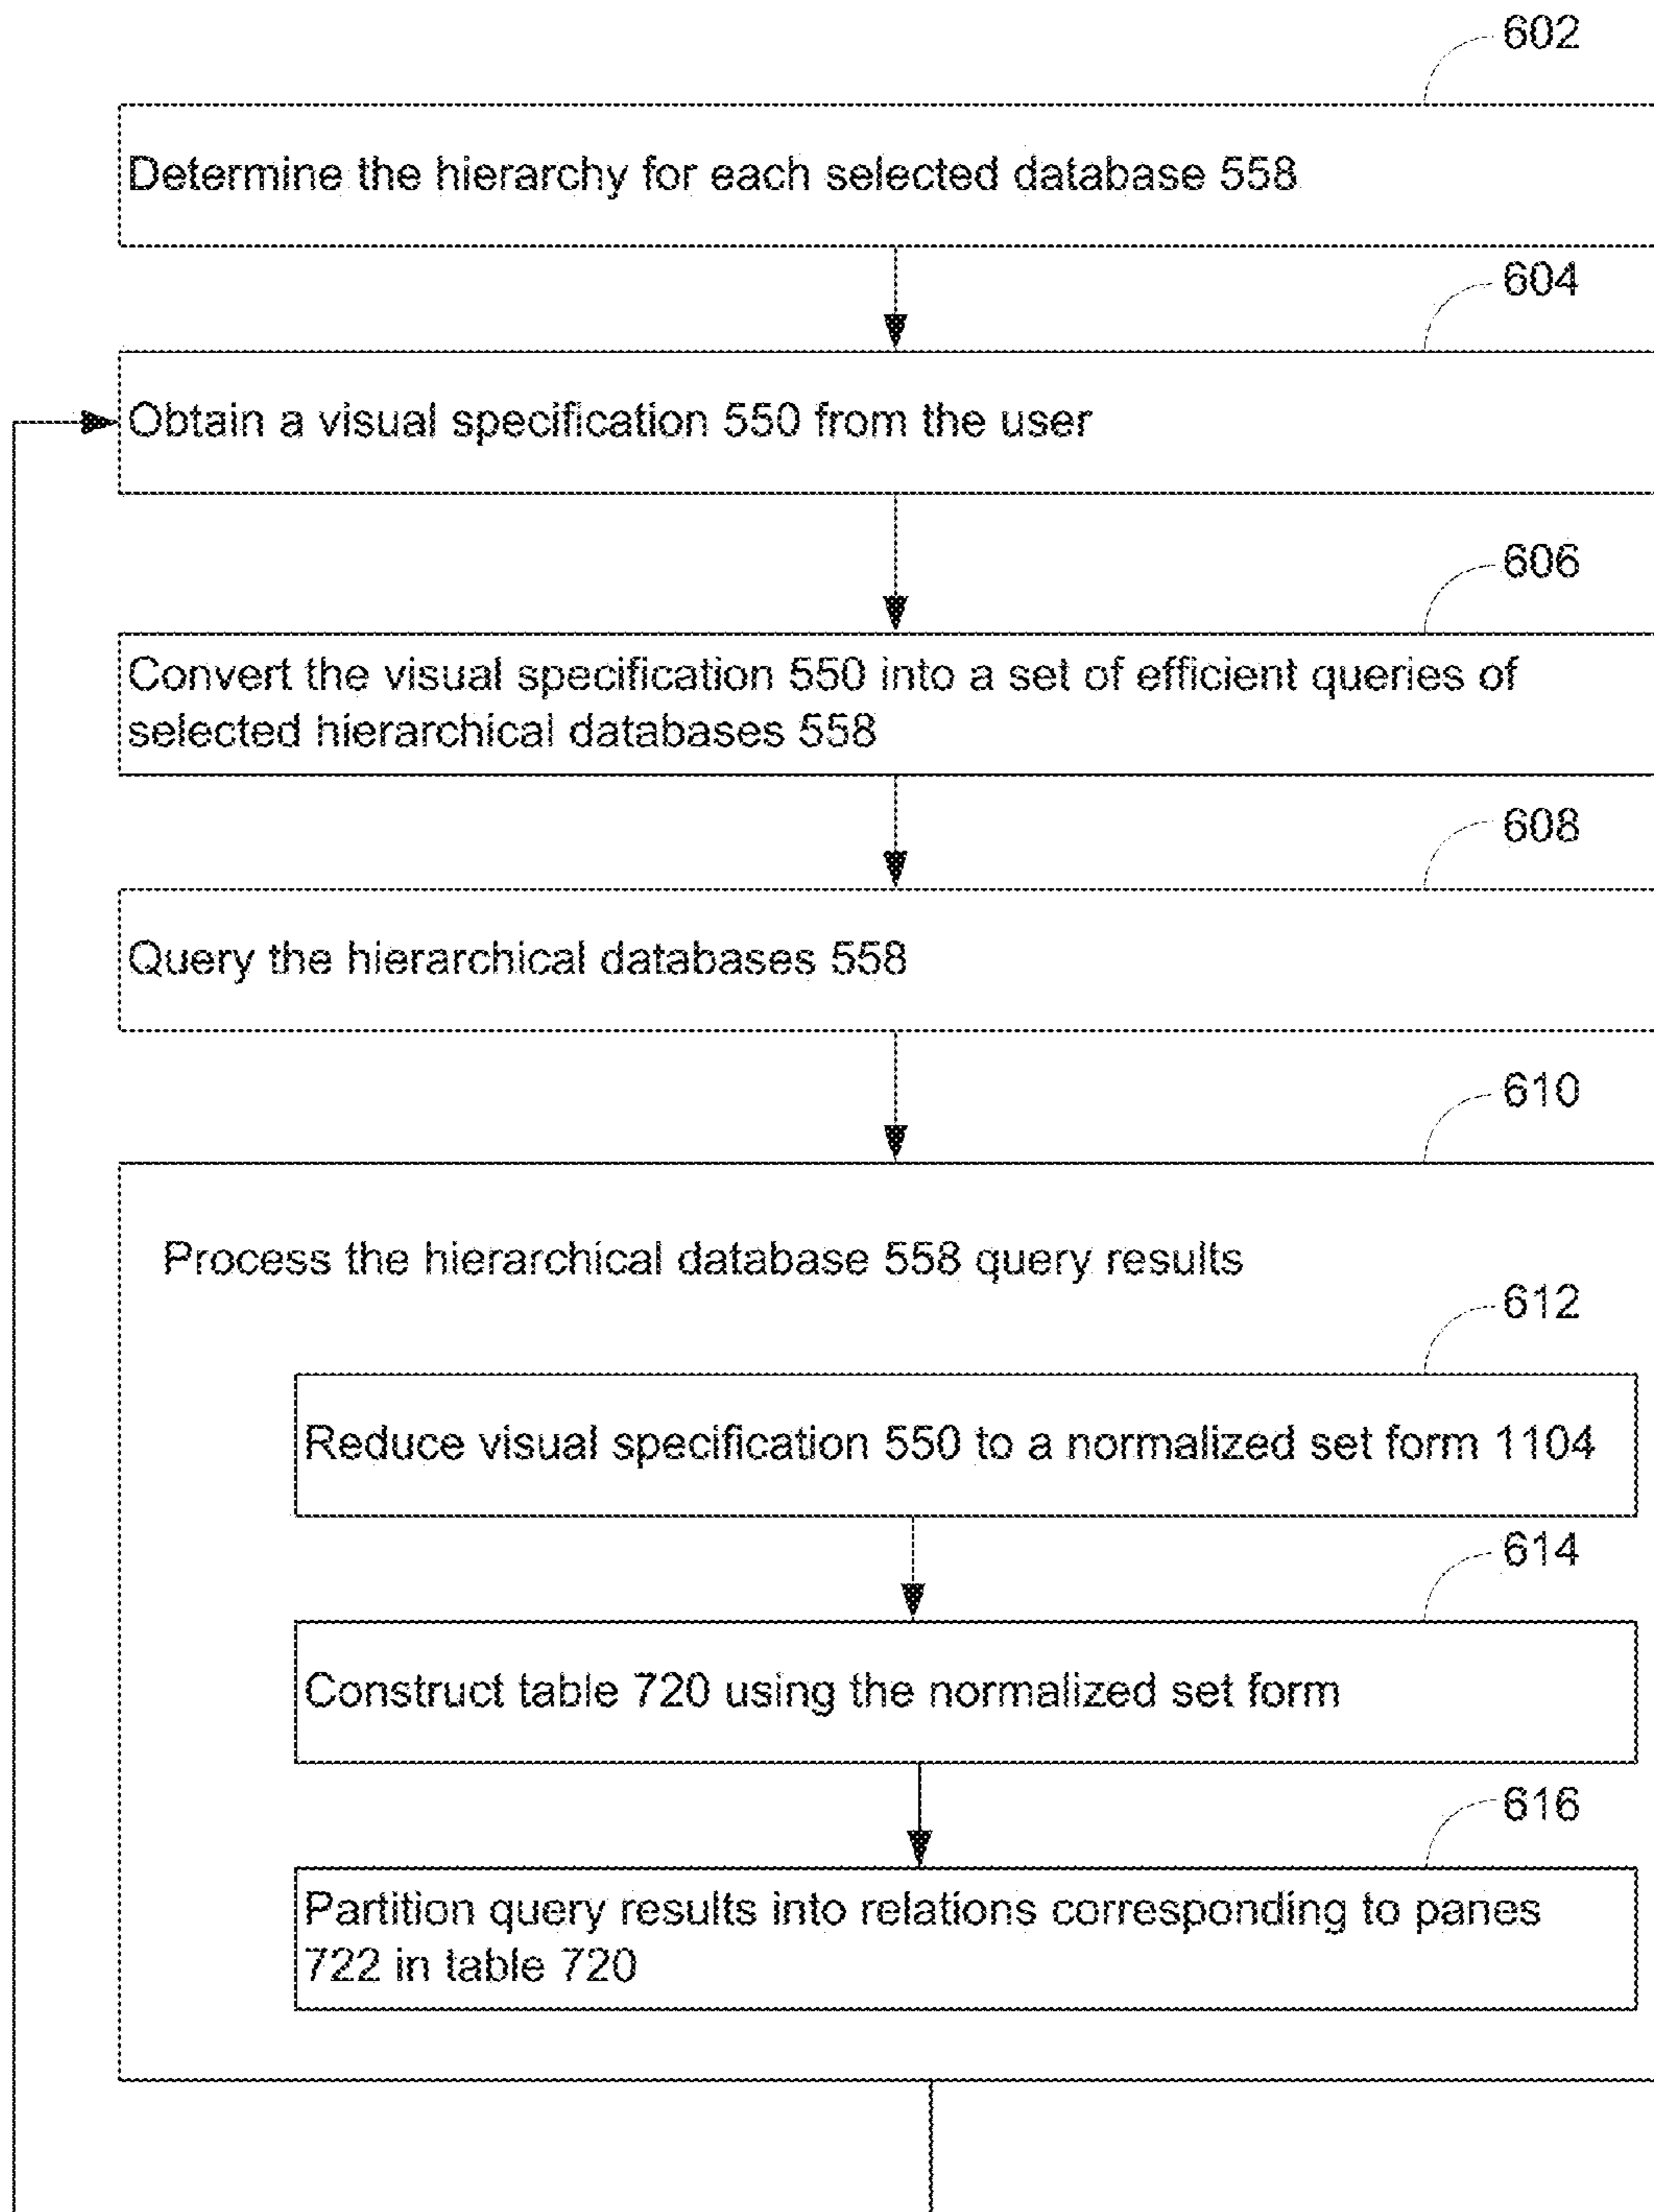 602
Determine the hierarchy for each selected database 558
604
Obtain a visual specification 550 from the user
606
Convert the visual specification 550 into a set of efficient queries of
selected hierarchical databases 558
608
Query the hierarchical databases 558
610
Process the hierarchical database 558 query results
612
Reduce visual specification 550 to a normalized set form 1104
614
Construct table 720 using the normalized set form
616
Partition query results into relations corresponding to panes
722 in table 720